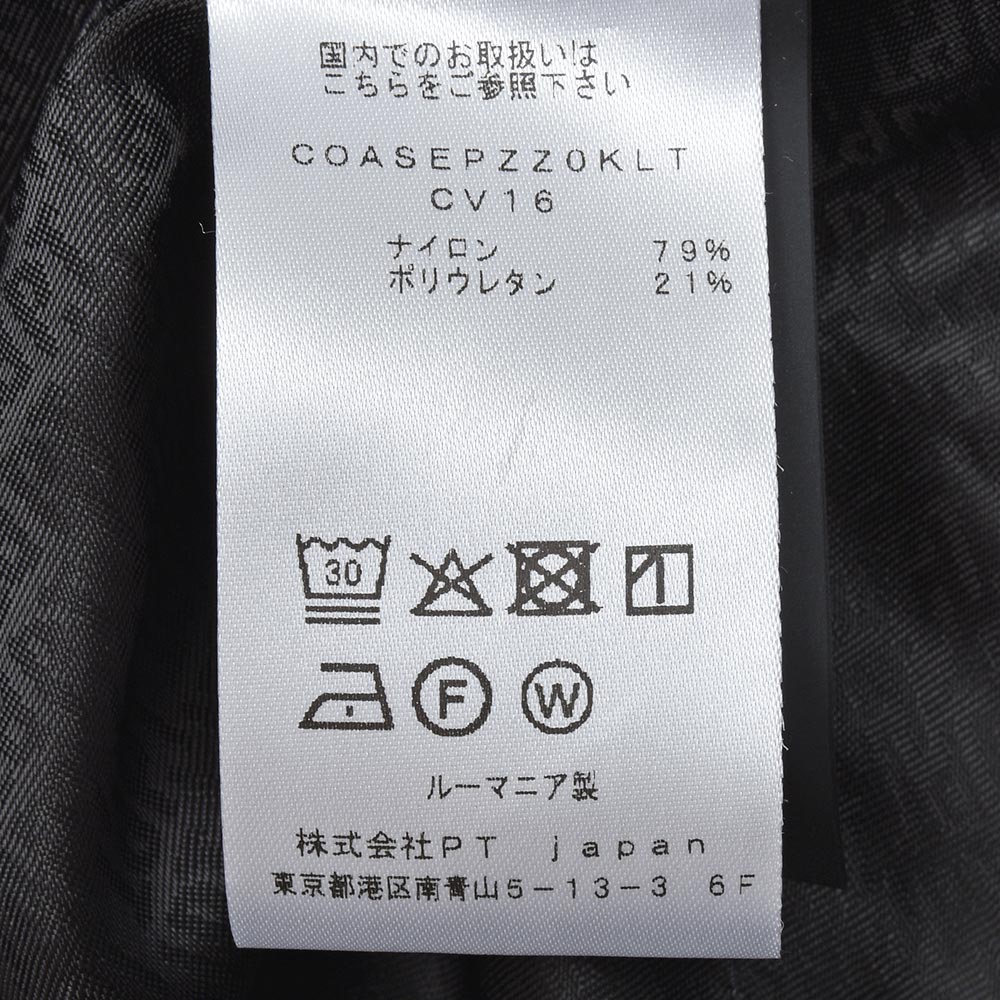 国内でのお取扱いは
こちらをご参照下さい
COASEPZZ0KLT
CV16
ナイロン 79%
ポリウレタン 21%
30
F W
ルーマニア製
株式会社PT japan
東京都港区南青山5-13-3 6F